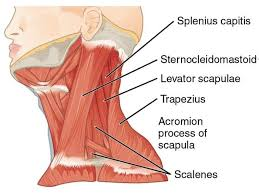 Splenius capitis
Sternocleidomastoid
Levator scapulae
Trapezius
Acromion
process of
scapula
Scalenes